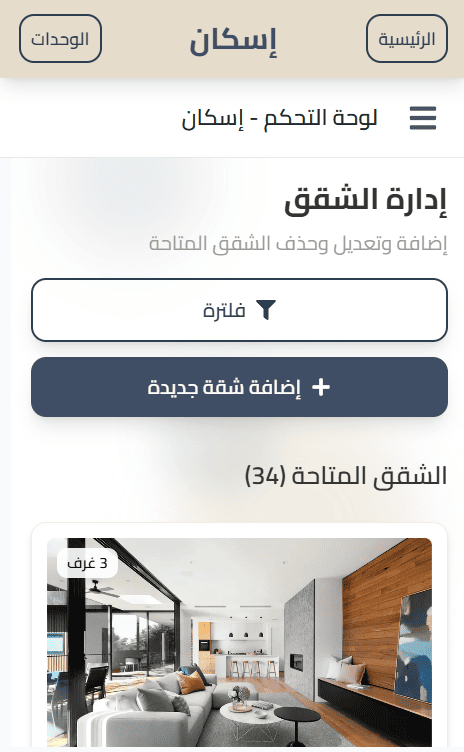 الرئيسية
إسكان
الوحدات
لوحة التحكم - إسكان
إدارة الشقق
إضافة وتعديل وحذف الشقق المتاحة
فلترة
إضافة شقة جديدة
الشقق المتاحة (34)
3 غرف